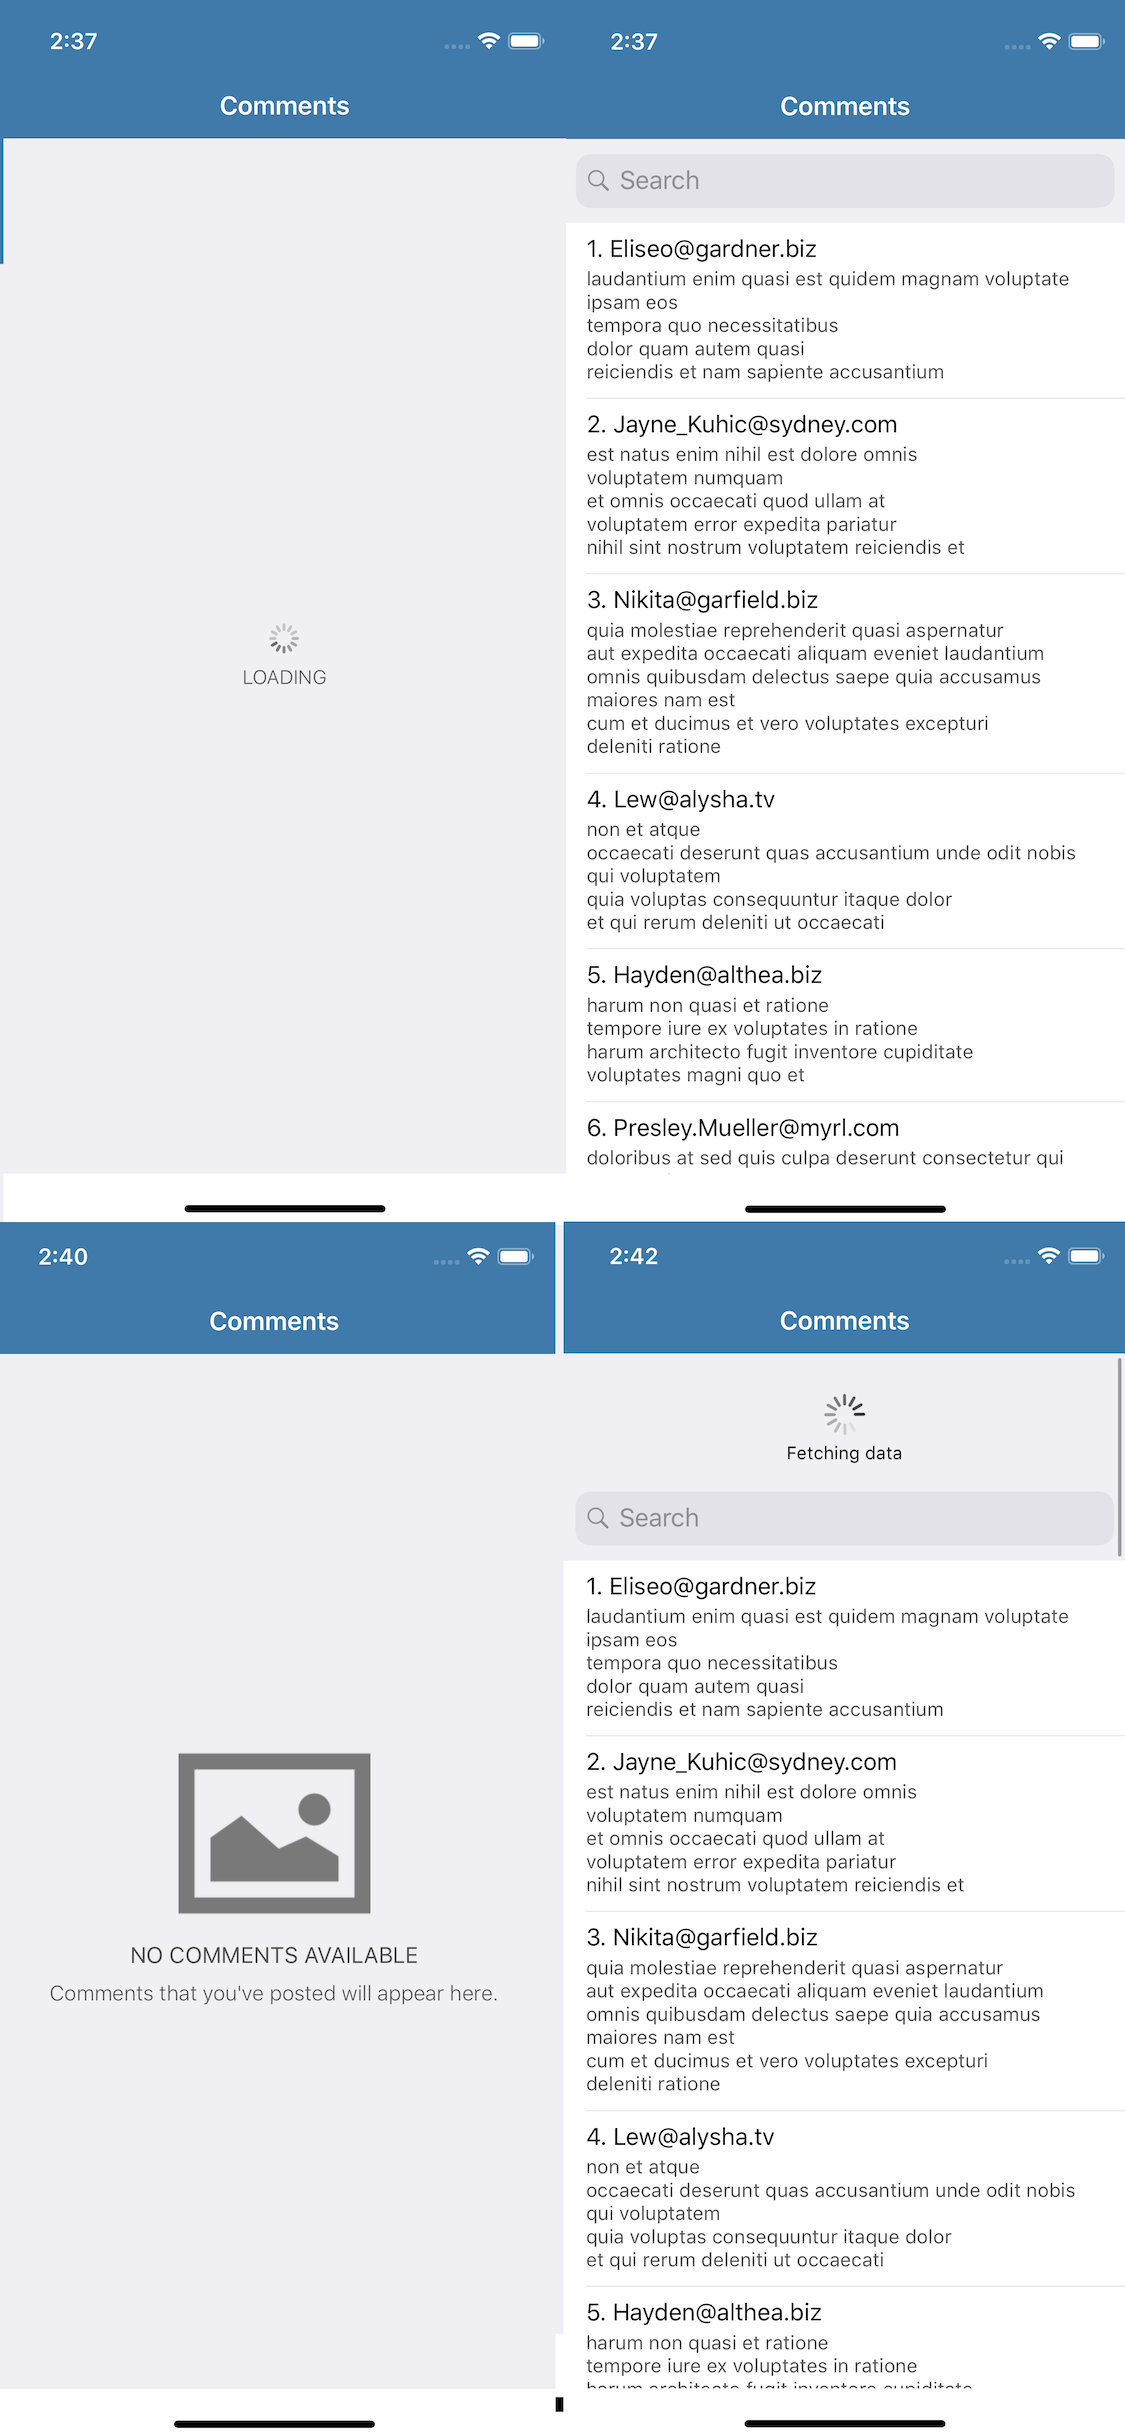 2:37
Comments
LOADING
2:37
Comments
Search
1. Eliseo@gardner.biz
laudantium enim quasi est quidem magnam voluptate
ipsam eos
tempora quo necessitatibus
dolor quam autem quasi
reiciendis et nam sapiente accusantium
2. Jayne_Kuhic@sydney.com
est natus enim nihil est dolore omnis
voluptatem numquam
et omnis occaecati quod ullam at
voluptatem error expedita pariatur
nihil sint nostrum voluptatem reiciendis et
3. Nikita@garfield.biz
quia molestiae reprehenderit quasi aspernatur
aut expedita occaecati aliquam eveniet laudantium
omnis quibusdam delectus saepe quia accusamus
maiores nam est
cum et ducimus et vero voluptates excepturi
deleniti ratione
4. Lew@alysha.tv
non et atque
occaecati deserunt quas accusantium unde odit nobis
qui voluptatem
quia voluptas consequuntur itaque dolor
et qui rerum deleniti ut occaecati
5. Hayden@althea.biz
harum non quasi et ratione
tempore iure ex voluptates in ratione
harum architecto fugit inventore cupiditate
voluptates magni quo et
6. Presley.Mueller@myrl.com
doloribus at sed quis culpa deserunt consectetur qui
2:40
Comments
NO COMMENTS AVAILABLE
Comments that you've posted will appear here.
2:42
Comments
Fetching data
Search
1. Eliseo@gardner.biz
laudantium enim quasi est quidem magnam voluptate
ipsam eos
tempora quo necessitatibus
dolor quam autem quasi
reiciendis et nam sapiente accusantium
2. Jayne_Kuhic@sydney.com
est natus enim nihil est dolore omnis
voluptatem numquam
et omnis occaecati quod ullam at
voluptatem error expedita pariatur
nihil sint nostrum voluptatem reiciendis et
3. Nikita@garfield.biz
quia molestiae reprehenderit quasi aspernatur
aut expedita occaecati aliquam eveniet laudantium
omnis quibusdam delectus saepe quia accusamus
maiores nam est
cum et ducimus et vero voluptates excepturi
deleniti ratione
4. Lew@alysha.tv
non et atque
occaecati deserunt quas accusantium unde odit nobis
qui voluptatem
quia voluptas consequuntur itaque dolor
et qui rerum deleniti ut occaecati
5. Hayden@althea.biz
harum non quasi et ratione
tempore iure ex voluptates in ratione
harum architecto fugit inventore cupiditate